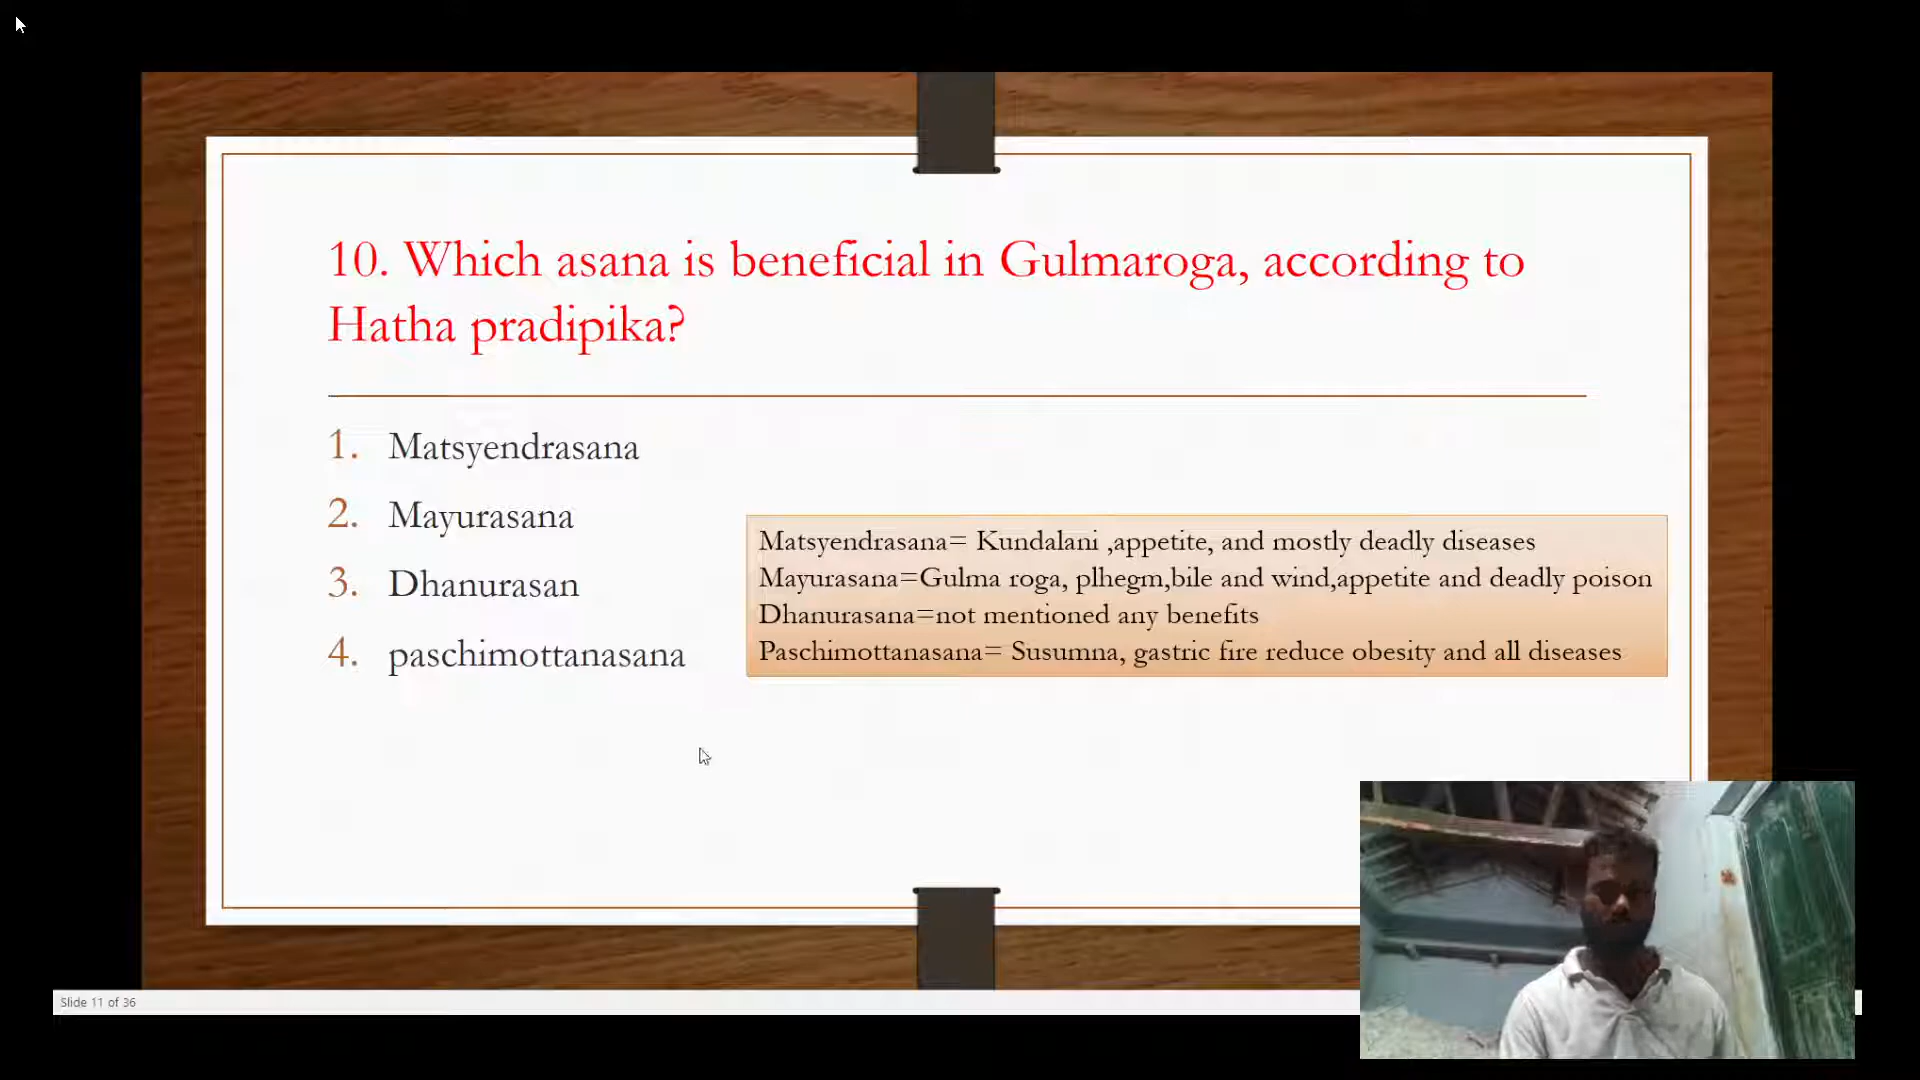 10. Which asana is beneficial in Gulmaroga, according to
Hatha pradipika?
1. Matsyendrasana
2. Mayurasana
3. Dhanurasan
4. paschimottanasana
Matsyendrasana= Kundalani ,appetite, and mostly deadly diseases
Mayurasana=Gulma roga, plhegm,bile and wind,appetite and deadly poison
Dhanurasana=not mentioned any benefits
Paschimottanasana= Susumna, gastric fire reduce obesity and all diseases
Slide 11 of 36